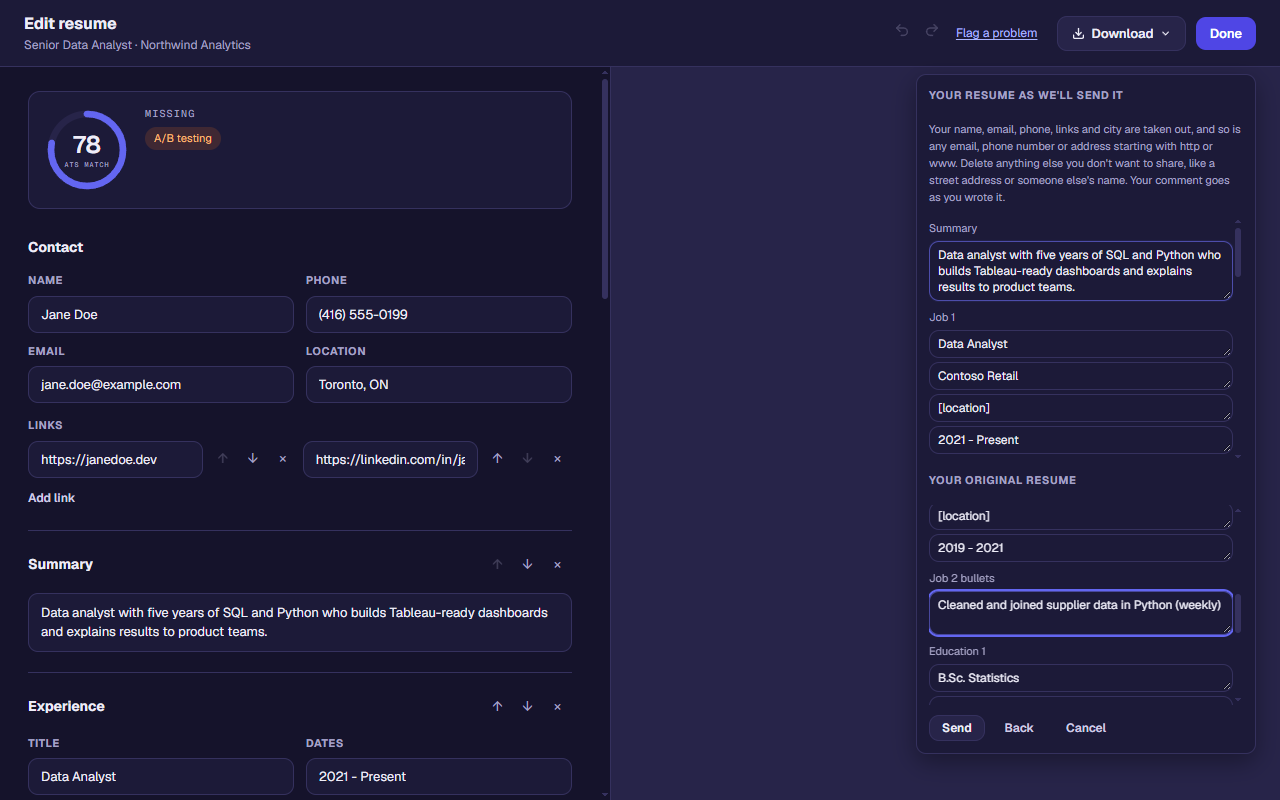 Edit resume
Senior Data Analyst · Northwind Analytics
Flag a problem
Download
Done
78
ATS MATCH
MISSING
A/B testing
Contact
NAME
PHONE
Jane Doe
(416) 555-0199
EMAIL
LOCATION
jane.doe@example.com
Toronto, ON
LINKS
https://janedoe.dev
https://linkedin.com/in/ja
Add link
Summary
Data analyst with five years of SQL and Python who builds Tableau-ready dashboards
and explains results to product teams.
Experience
TITLE
DATES
Data Analyst
2021 - Present
YOUR RESUME AS WE'LL SEND IT
Your name, email, phone, links and city are taken out, and so is
any email, phone number or address starting with http or
www. Delete anything else you don't want to share, like a
street address or someone else's name. Your comment goes
as you wrote it.
Summary
Data analyst with five years of SQL and Python who
builds Tableau-ready dashboards and explains
results to product teams.
Job 1
Data Analyst
Contoso Retail
[location]
2021 - Present
YOUR ORIGINAL RESUME
[location]
2019 - 2021
Job 2 bullets
Cleaned and joined supplier data in Python (weekly)
Education 1
B.Sc. Statistics
Send
Back
Cancel